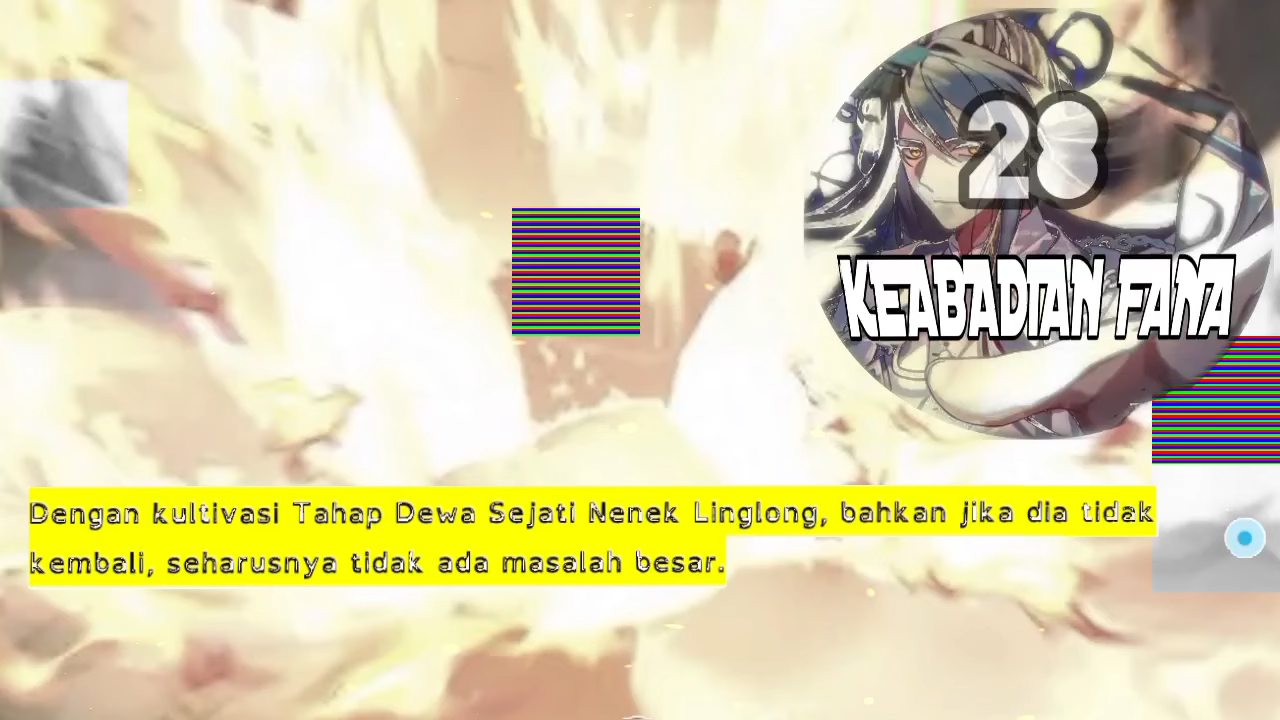 28
KEABADIAN FANA
Dengan kultivasi Tahap Dewa Sejati Nenek Linglong, bahkan jika dia tidak
kembali, seharusnya tidak ada masalah besar.